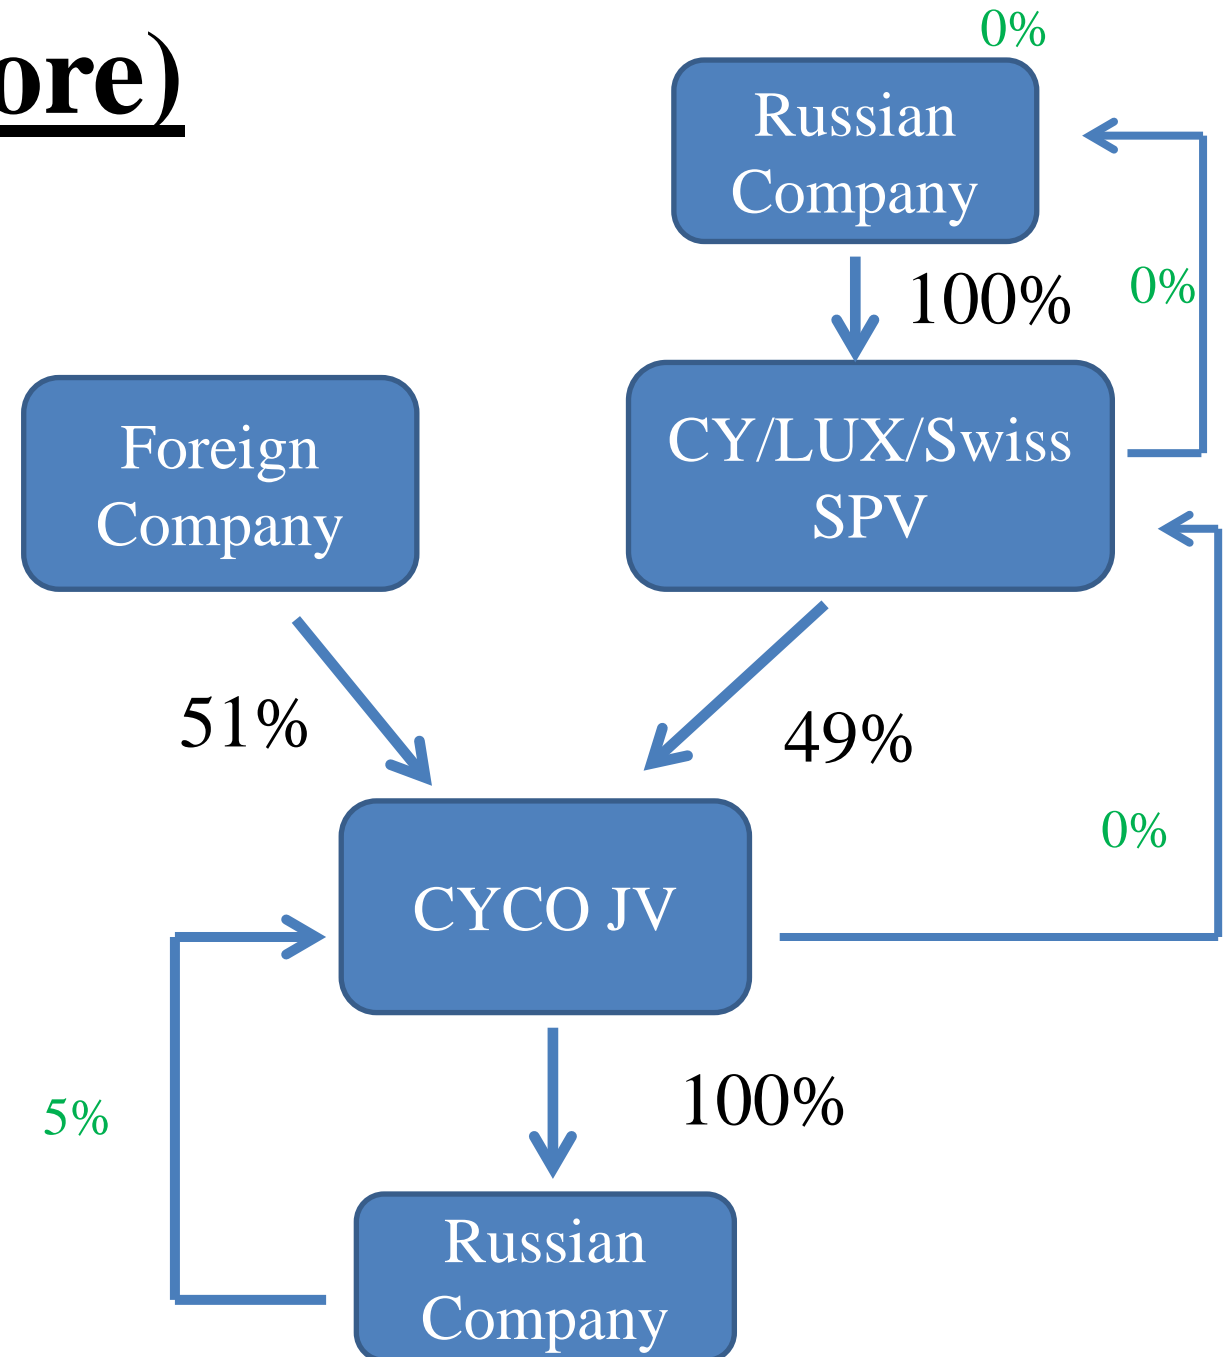 ore)
0%
Russian
Company
100%
0%
Foreign
Company
CY/LUX/Swiss
SPV
51%
49%
0%
CYCO JV
100%
5%
Russian
Company